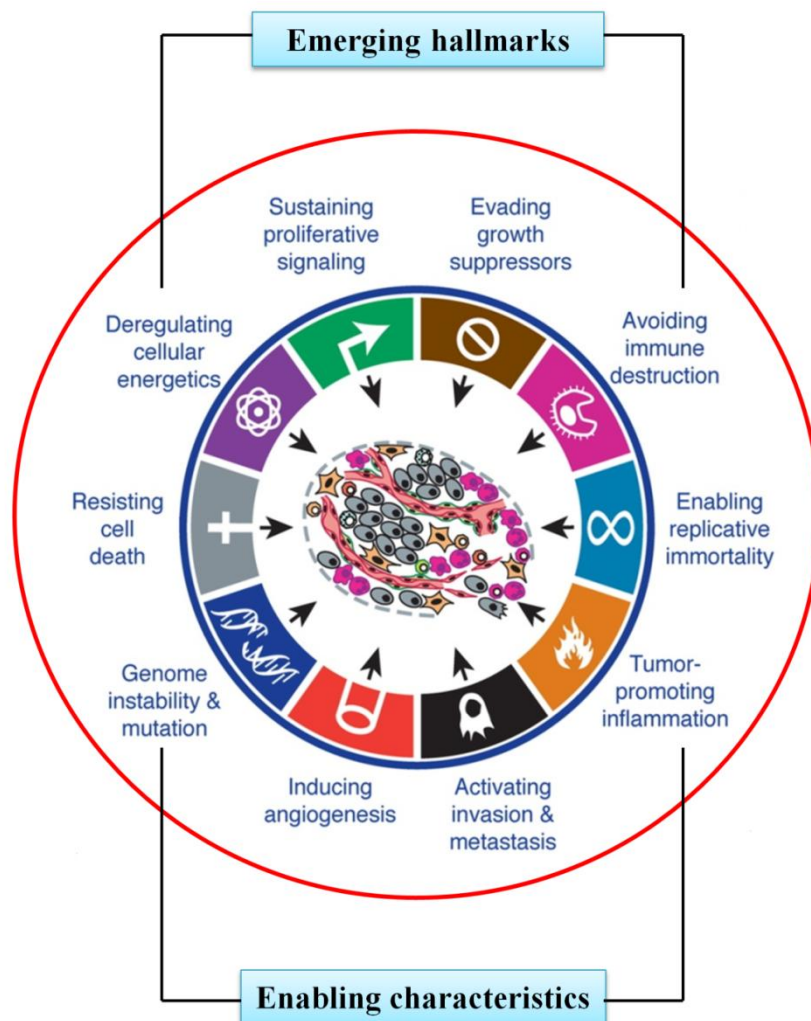 Emerging hallmarks
Sustaining
proliferative
signaling
Evading
growth
suppressors
Deregulating
cellular
energetics
Avoiding
immune
destruction
Resisting
cell
death
Enabling
replicative
immortality
Genome
instability &
mutation
Tumor-
promoting
inflammation
Inducing
angiogenesis
Activating
invasion &
metastasis
Enabling characteristics